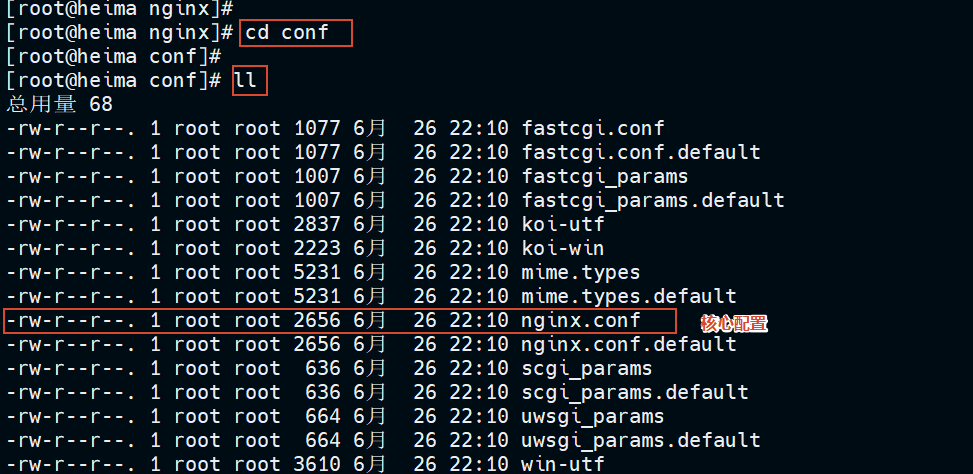 [root@heima nginx]#
[root@heima nginx]# cd conf
[root@heima conf]#
[root@heima conf]# ll
总用量 68
-rw-r--r--. 1 root root 1077 6月  26 22:10 fastcgi.conf
-rw-r--r--. 1 root root 1077 6月  26 22:10 fastcgi.conf.default
-rw-r--r--. 1 root root 1007 6月  26 22:10 fastcgi_params
-rw-r--r--. 1 root root 1007 6月  26 22:10 fastcgi_params.default
-rw-r--r--. 1 root root 2837 6月  26 22:10 koi-utf
-rw-r--r--. 1 root root 2223 6月  26 22:10 koi-win
-rw-r--r--. 1 root root 5231 6月  26 22:10 mime.types
-rw-r--r--. 1 root root 5231 6月  26 22:10 mime.types.default
-rw-r--r--. 1 root root 2656 6月  26 22:10 nginx.conf 核心配置
-rw-r--r--. 1 root root 2656 6月  26 22:10 nginx.conf.default
-rw-r--r--. 1 root root  636 6月  26 22:10 scgi_params
-rw-r--r--. 1 root root  636 6月  26 22:10 scgi_params.default
-rw-r--r--. 1 root root  664 6月  26 22:10 uwsgi_params
-rw-r--r--. 1 root root  664 6月  26 22:10 uwsgi_params.default
-rw-r--r--. 1 root root 3610 6月  26 22:10 win-utf